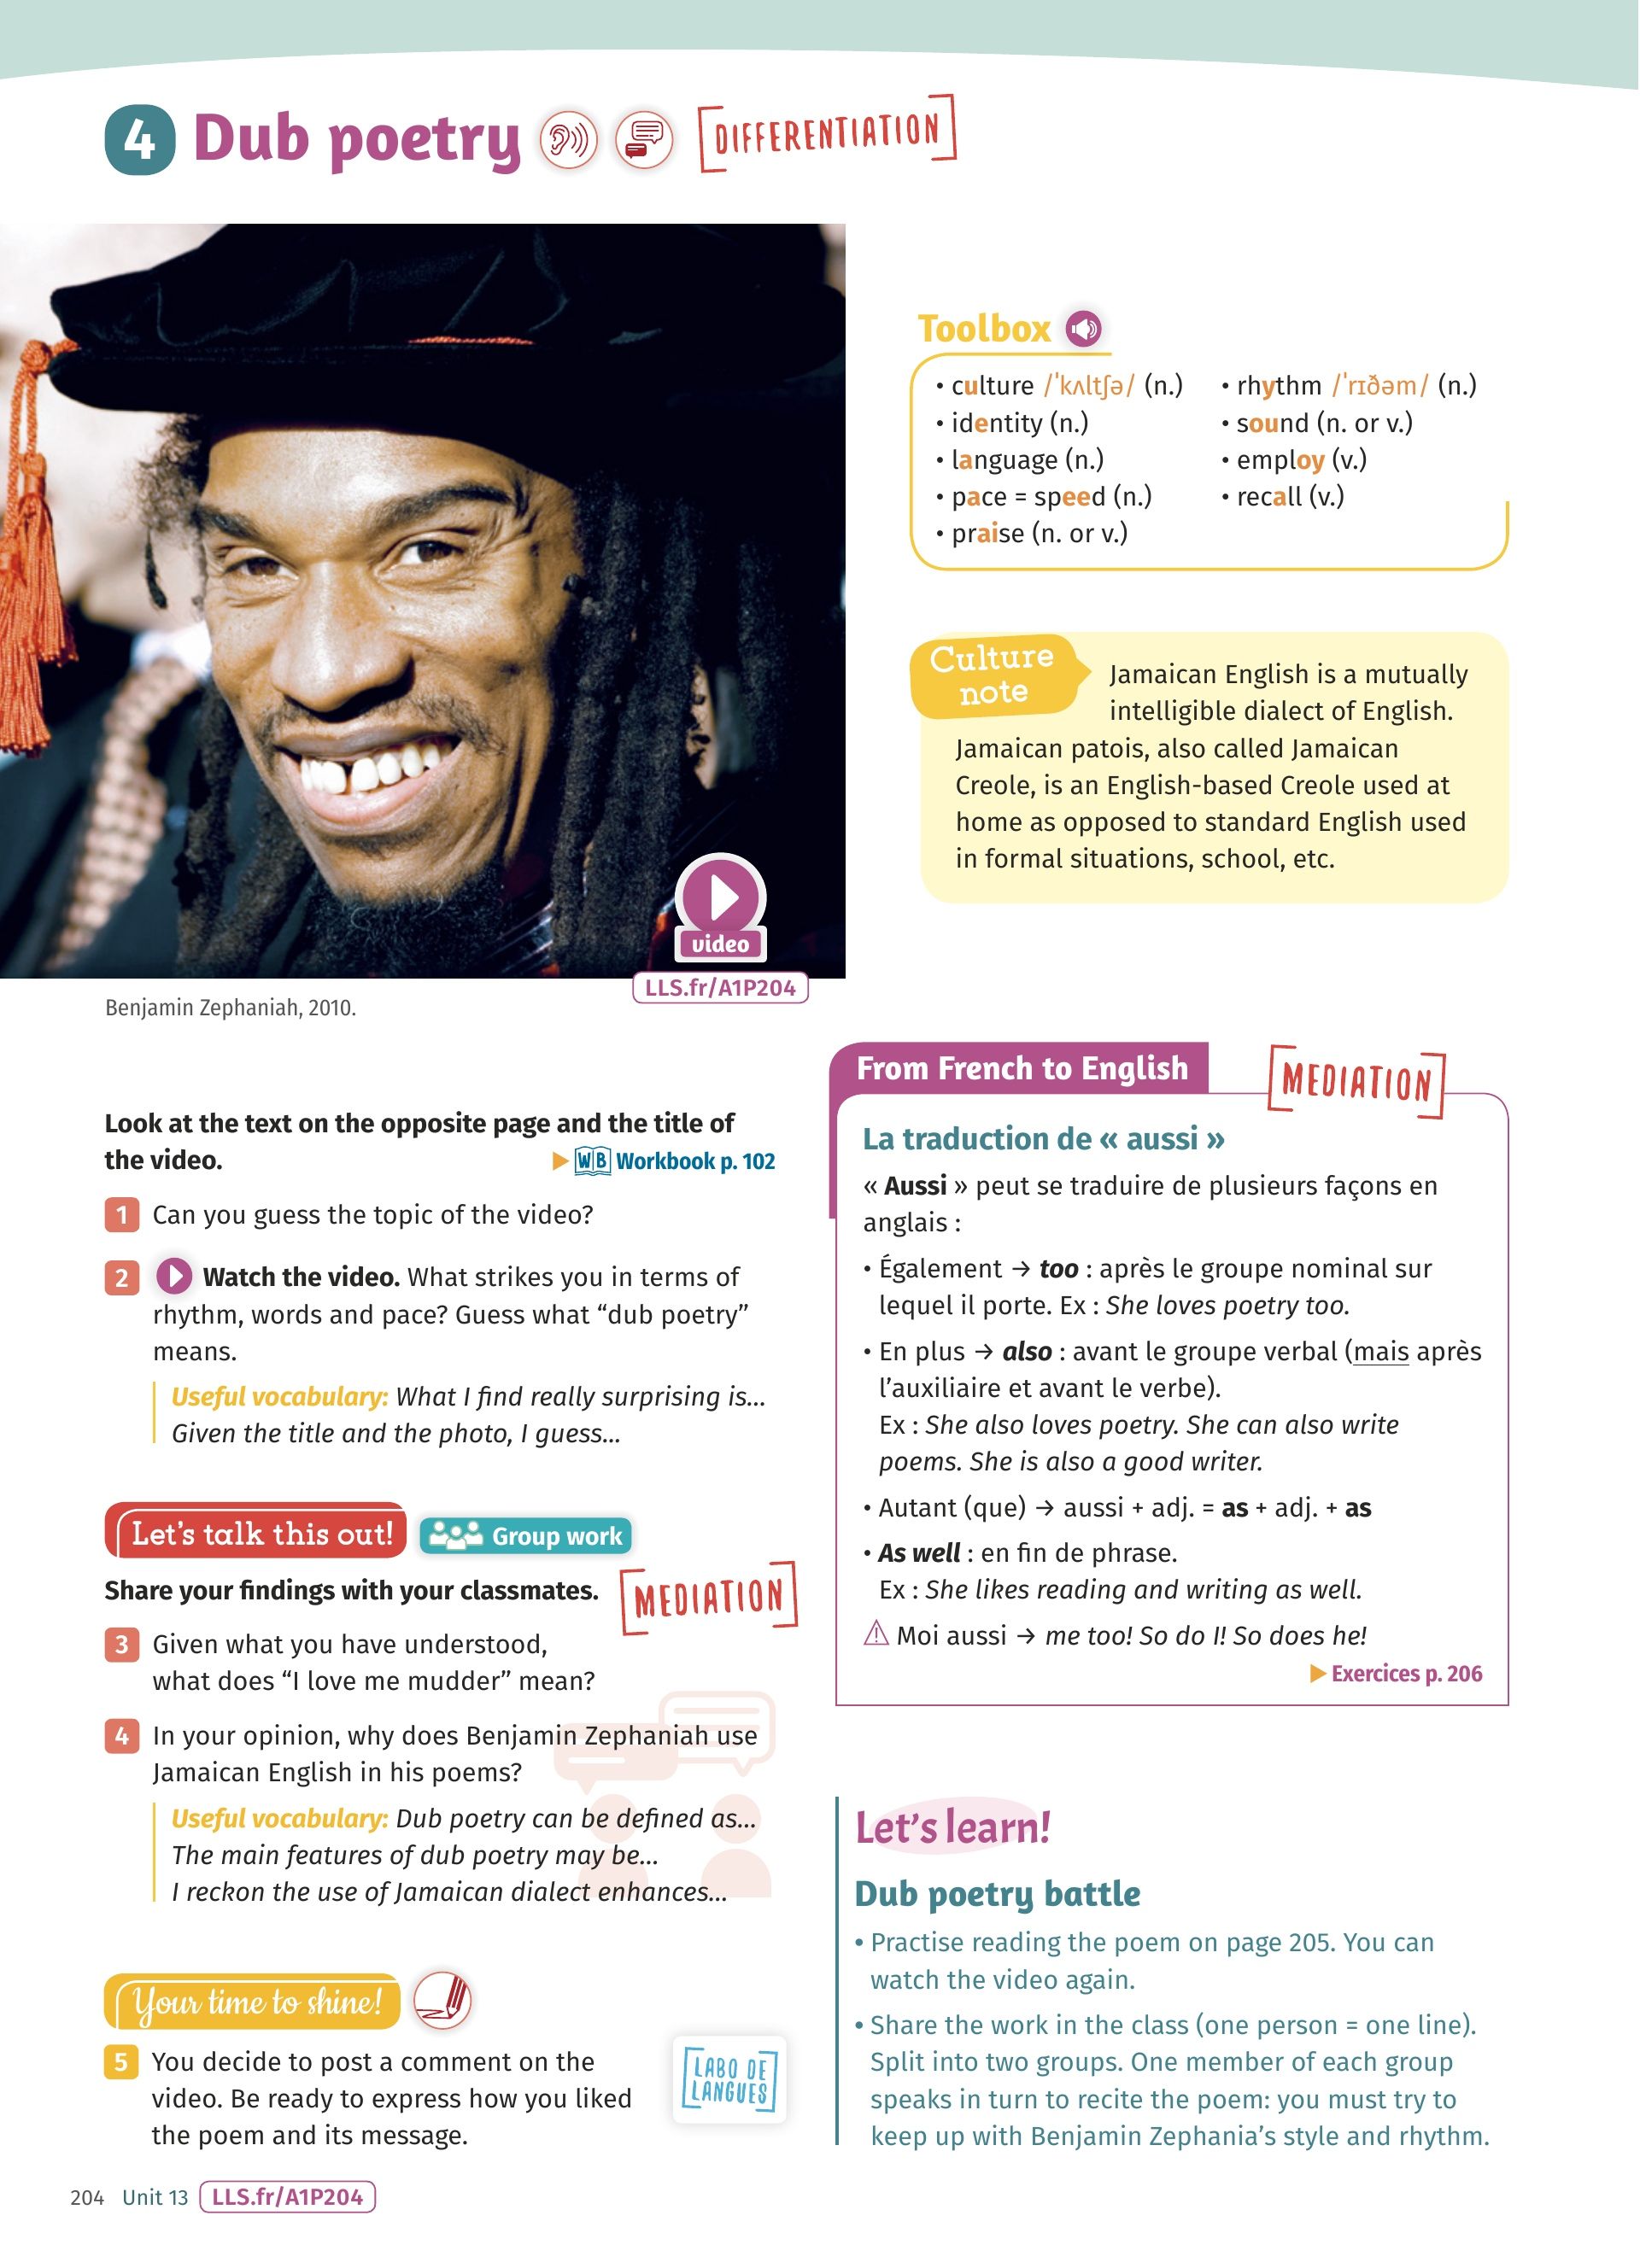 4 Dub poetry
DIFFERENTIATION
video
LLS.fr/A1P204
Benjamin Zephaniah, 2010.
Toolbox
• culture /ˈkʌltʃə/ (n.)
• identity (n.)
• language (n.)
• pace = speed (n.)
• praise (n. or v.)
• rhythm /ˈrɪðəm/ (n.)
• sound (n. or v.)
• employ (v.)
• recall (v.)
Culture
note
Jamaican English is a mutually
intelligible dialect of English.
Jamaican patois, also called Jamaican
Creole, is an English-based Creole used at
home as opposed to standard English used
in formal situations, school, etc.
Look at the text on the opposite page and the title of
the video. WB Workbook p. 102
1 Can you guess the topic of the video?
2 Watch the video. What strikes you in terms of
rhythm, words and pace? Guess what “dub poetry”
means.
Useful vocabulary: What I find really surprising is...
Given the title and the photo, I guess...
Let’s talk this out! Group work
Share your findings with your classmates. MEDIATION
3 Given what you have understood,
what does “I love me mudder” mean?
4 In your opinion, why does Benjamin Zephaniah use
Jamaican English in his poems?
Useful vocabulary: Dub poetry can be defined as...
The main features of dub poetry may be...
I reckon the use of Jamaican dialect enhances...
Your time to shine!
5 You decide to post a comment on the
video. Be ready to express how you liked
the poem and its message.
LABO DE
LANGUES
From French to English
MEDIATION
La traduction de « aussi »
« Aussi » peut se traduire de plusieurs façons en
anglais :
• Également → too : après le groupe nominal sur
lequel il porte. Ex : She loves poetry too.
• En plus → also : avant le groupe verbal (mais après
l’auxiliaire et avant le verbe).
Ex : She also loves poetry. She can also write
poems. She is also a good writer.
• Autant (que) → aussi + adj. = as + adj. + as
• As well : en fin de phrase.
Ex : She likes reading and writing as well.
⚠ Moi aussi → me too! So do I! So does he!
Exercices p. 206
Let’s learn!
Dub poetry battle
• Practise reading the poem on page 205. You can
watch the video again.
• Share the work in the class (one person = one line).
Split into two groups. One member of each group
speaks in turn to recite the poem: you must try to
keep up with Benjamin Zephania’s style and rhythm.
204 Unit 13 LLS.fr/A1P204